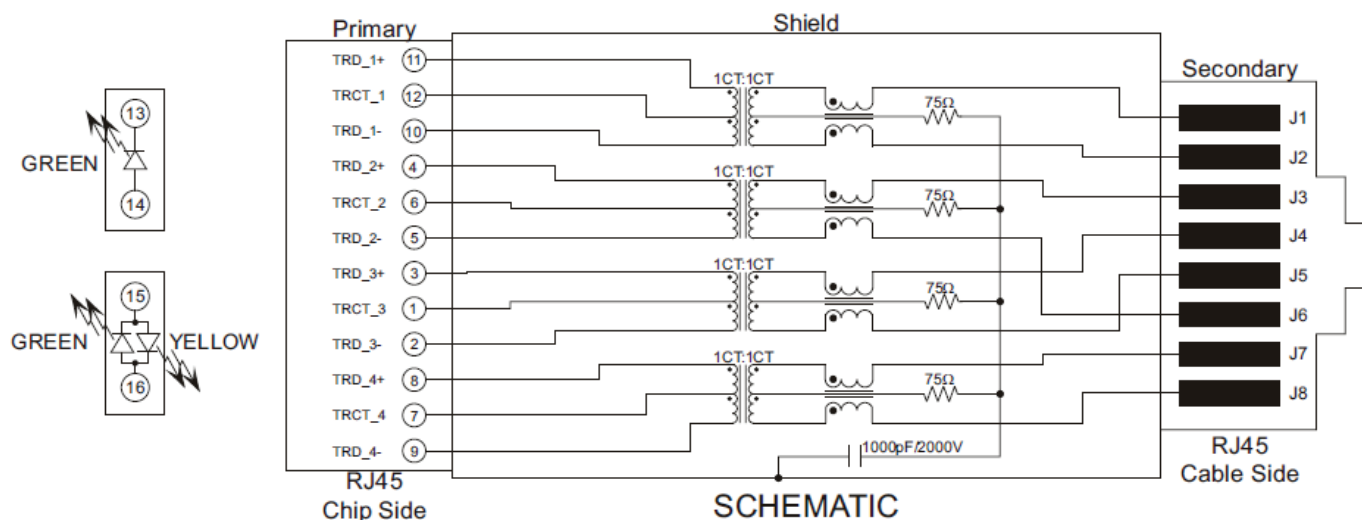 Primary
Shield
Secondary
TRD_1+ 11
TRCT_1 12
TRD_1- 10
TRD_2+ 4
TRCT_2 6
TRD_2- 5
TRD_3+ 3
TRCT_3 1
TRD_3- 2
TRD_4+ 8
TRCT_4 7
TRD_4- 9
RJ45
Chip Side
13
GREEN
14
15
GREEN YELLOW
16
1CT:1CT
75Ω
1CT:1CT
75Ω
1CT:1CT
75Ω
1CT:1CT
75Ω
1000pF/2000V
J1
J2
J3
J4
J5
J6
J7
J8
RJ45
Cable Side
SCHEMATIC